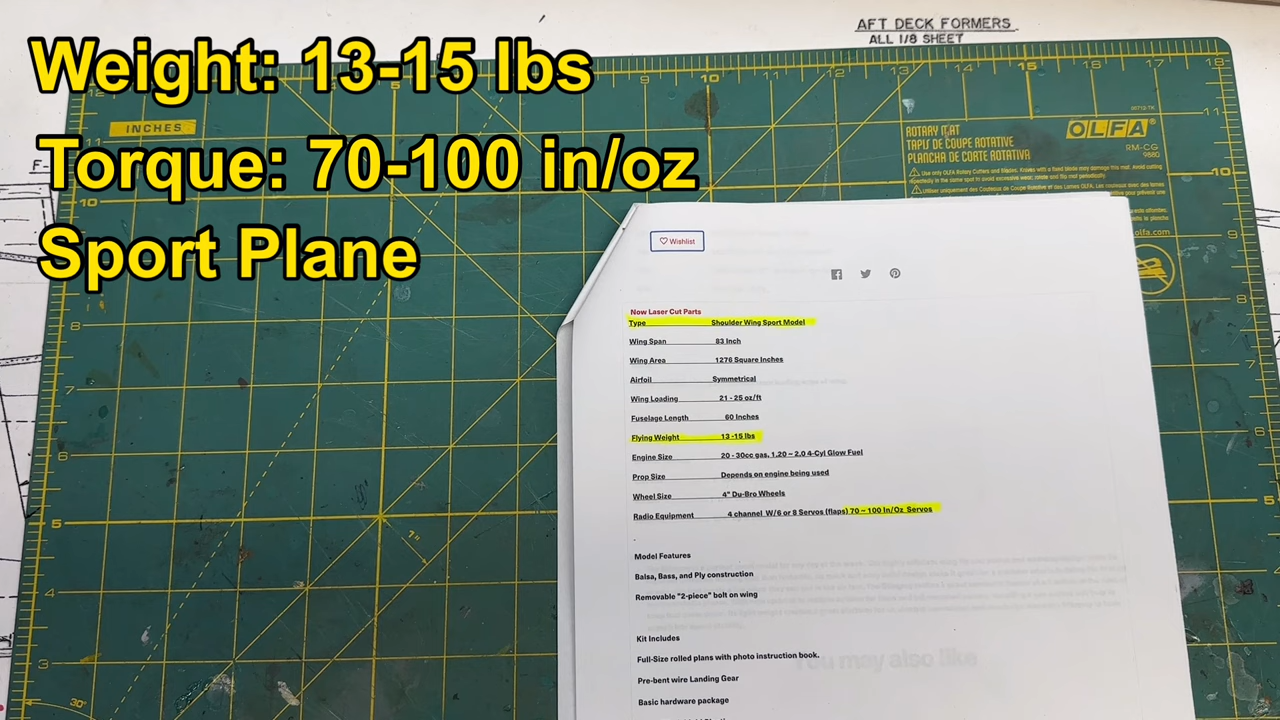 AFT DECK FORMERS
ALL 1/8 SHEET
Weight: 13-15 lbs
Torque: 70-100 in/oz
Sport Plane
INCHES
ROTARY MAT
TAPIS DE COUPE ROTATIVE
PLANCHA DE CORTE ROTATORIA
OLFA®
RM-CG
9880
♡ Wishlist
Now Laser Cut Parts
Type Shoulder Wing Sport Model
Wing Span 83 Inch
Wing Area 1276 Square Inches
Airfoil Symmetrical
Wing Loading 21 - 25 oz/ft
Fuselage Length 60 Inches
Flying Weight 13 -15 lbs
Engine Size 20 - 30cc gas, 1.20 ~ 2.0 4-Cyl Glow Fuel
Prop Size Depends on engine being used
Wheel Size 4" Du-Bro Wheels
Radio Equipment 4 channel W/6 or 8 Servos (flaps) 70 ~ 100 In/Oz Servos
Model Features
Balsa, Bass, and Ply construction
Removable "2-piece" bolt on wing
Kit Includes
Full-Size rolled plans with photo instruction book.
You may also like
Pre-bent wire Landing Gear
Basic hardware package